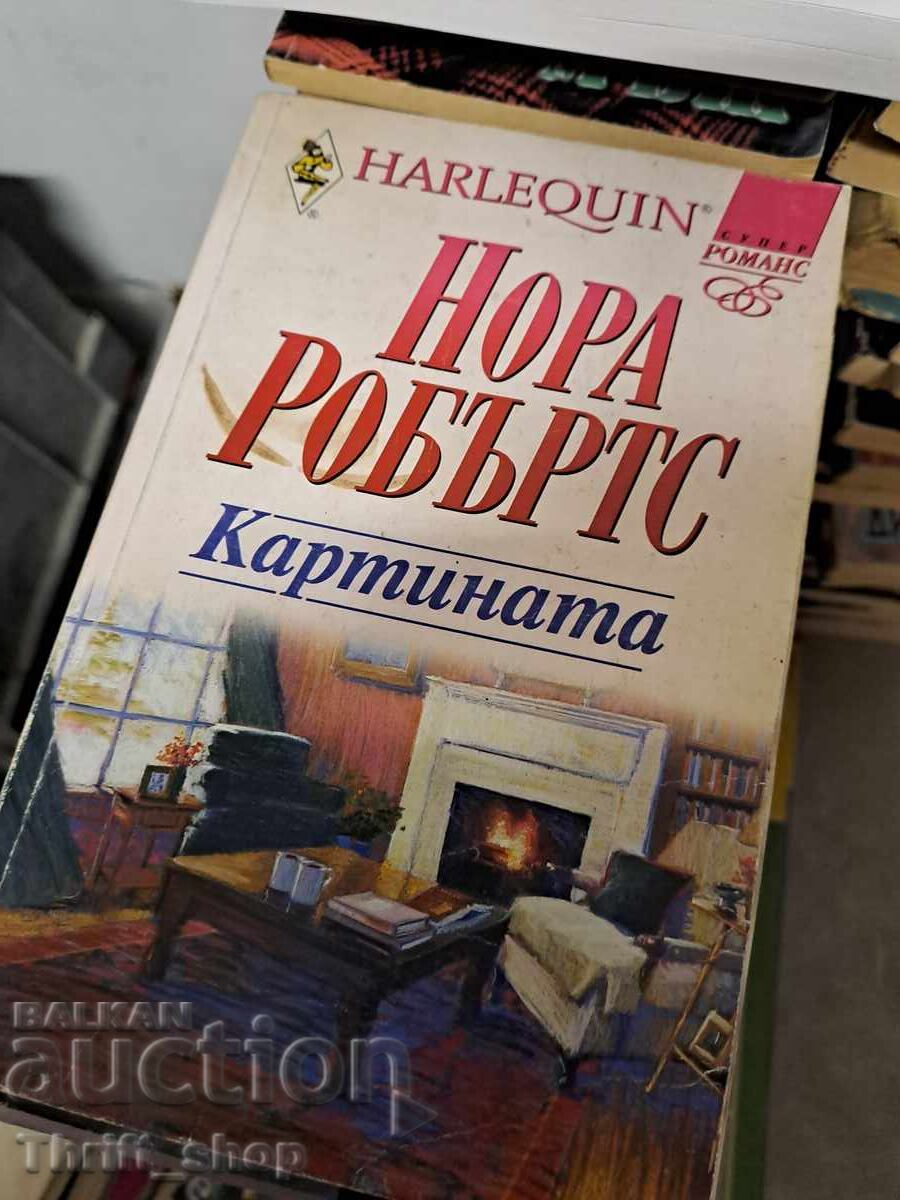 HARLEQUIN®
СУПЕР
РОМАНС
НОРА
РОБЪРТС
Картината
BALKAN
auction
Thrift_shop